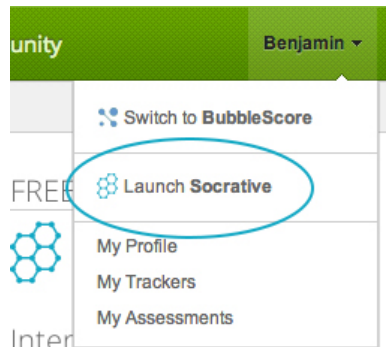 unity
Benjamin
Switch to BubbleScore
FREE
Launch Socrative
My Profile
My Trackers
My Assessments
Inter